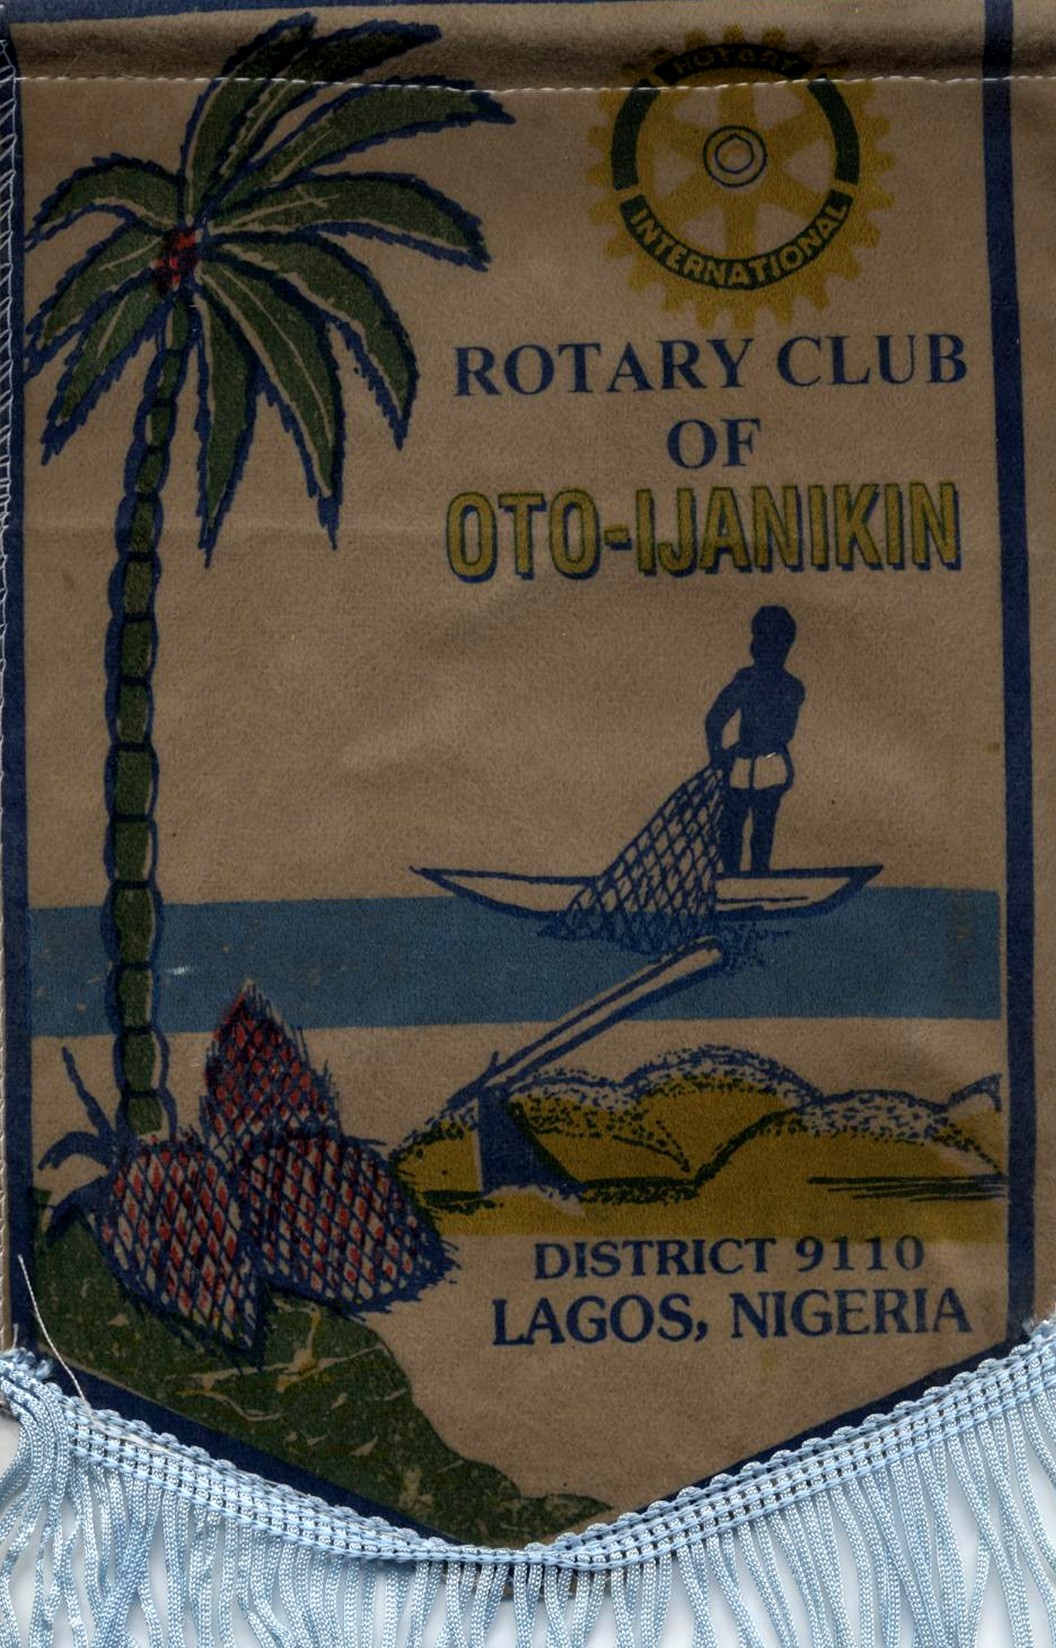 ROTARY
INTERNATIONAL
ROTARY CLUB
OF
OTO-IJANIKIN
DISTRICT 9110
LAGOS, NIGERIA